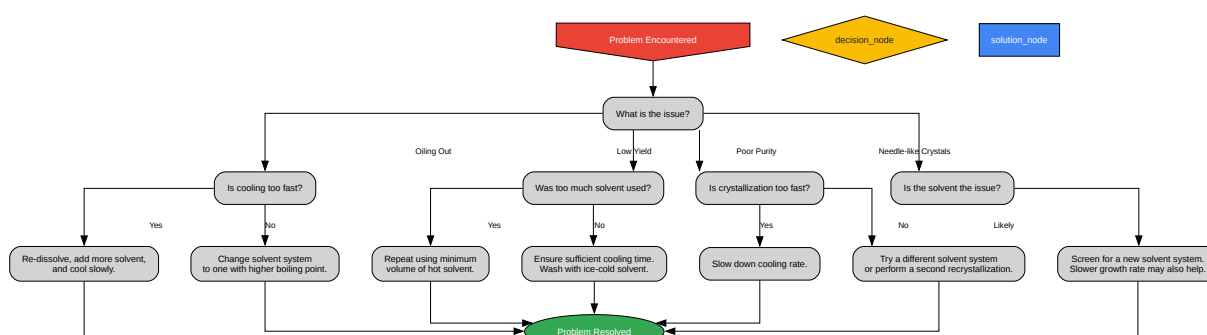 Problem Encountered
decision_node
solution_node
What is the issue?
Oiling Out
Low Yield
Poor Purity
Needle-like Crystals
Is cooling too fast?
Was too much solvent used?
Is crystallization too fast?
Is the solvent the issue?
Yes
No
Yes
No
Yes
No
Likely
Re-dissolve, add more solvent,
and cool slowly.
Change solvent system
to one with higher boiling point.
Repeat using minimum
volume of hot solvent.
Ensure sufficient cooling time.
Wash with ice-cold solvent.
Slow down cooling rate.
Try a different solvent system
or perform a second recrystallization.
Screen for a new solvent system.
Slower growth rate may also help.
Problem Resolved